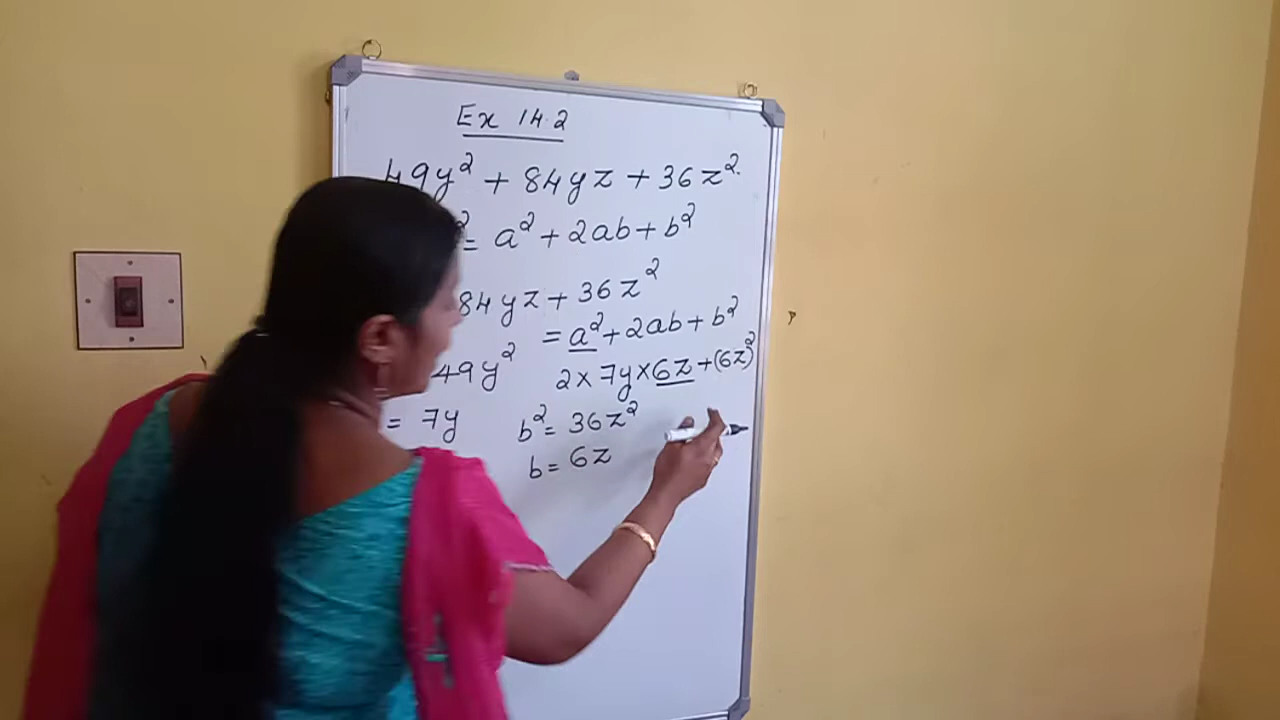 Ex 14.2
49y² + 84yz + 36z².
² = a² + 2ab + b²
84yz + 36z²
= a² + 2ab + b²
49y²
2 × 7y × 6z + (6z)²
= 7y
b² = 36z²
b = 6z